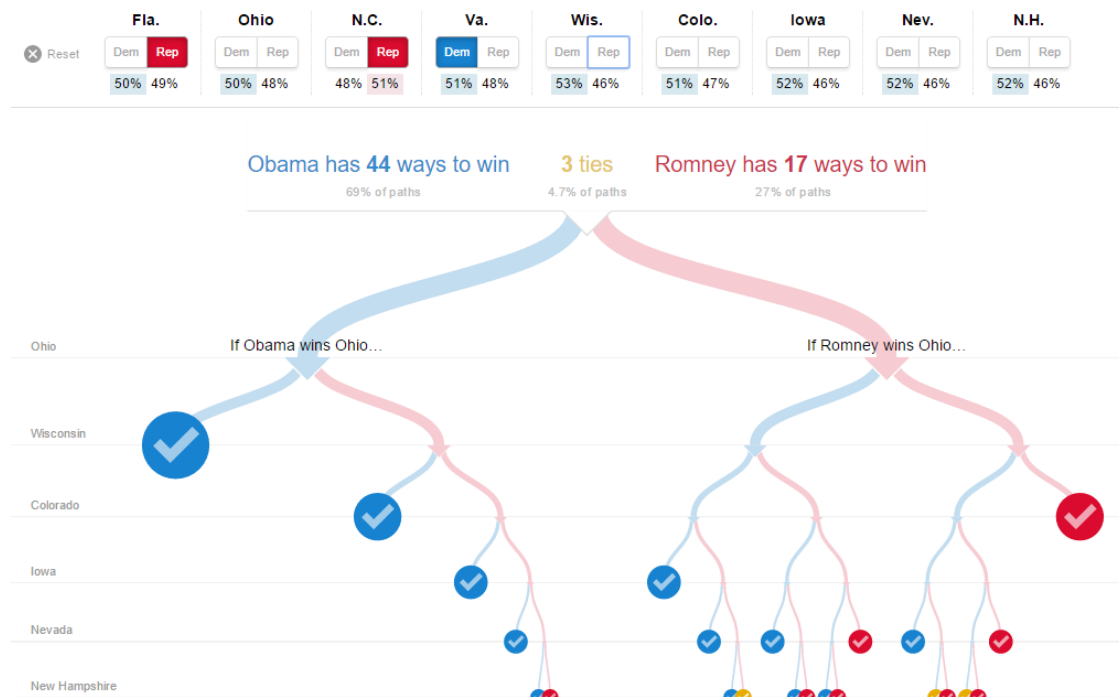 Fla. Ohio N.C. Va. Wis. Colo. Iowa Nev. N.H.
Reset Dem Rep Dem Rep Dem Rep Dem Rep Dem Rep Dem Rep Dem Rep Dem Rep Dem Rep
50% 49% 50% 48% 48% 51% 51% 48% 53% 46% 51% 47% 52% 46% 52% 46% 52% 46%
Obama has 44 ways to win 3 ties Romney has 17 ways to win
69% of paths 4.7% of paths 27% of paths
Ohio If Obama wins Ohio… If Romney wins Ohio…
Wisconsin
Colorado
Iowa
Nevada
New Hampshire